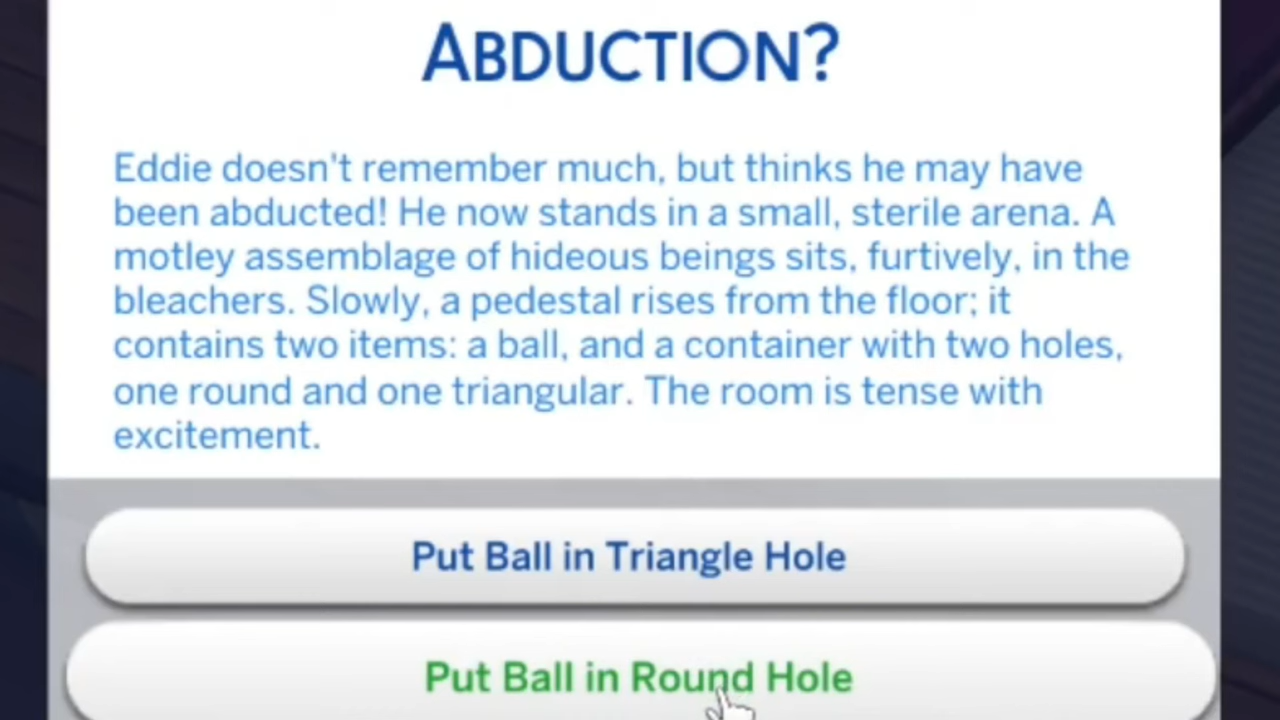 ABDUCTION?
Eddie doesn't remember much, but thinks he may have
been abducted! He now stands in a small, sterile arena. A
motley assemblage of hideous beings sits, furtively, in the
bleachers. Slowly, a pedestal rises from the floor; it
contains two items: a ball, and a container with two holes,
one round and one triangular. The room is tense with
excitement.
Put Ball in Triangle Hole
Put Ball in Round Hole